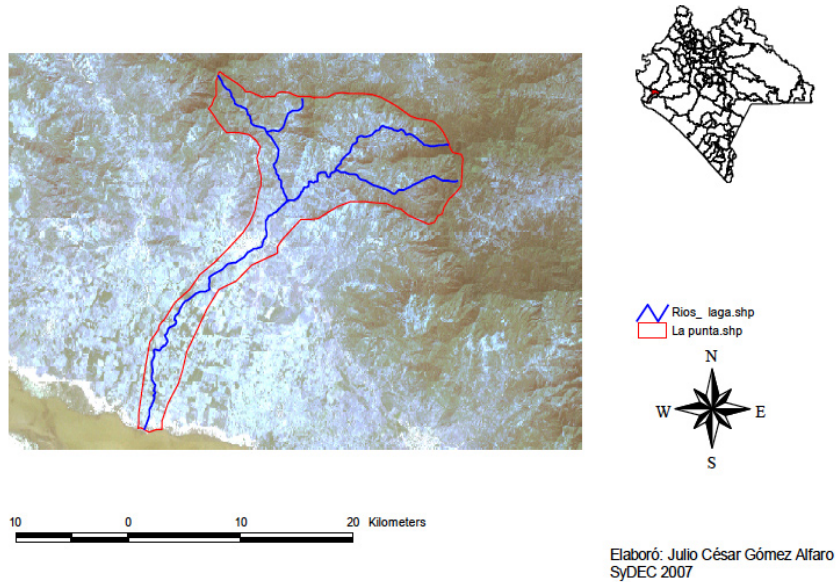 Rios_ laga.shp
La punta.shp
N
W E
S
10 0 10 20 Kilometers
Elaboró: Julio César Gómez Alfaro
SyDEC 2007